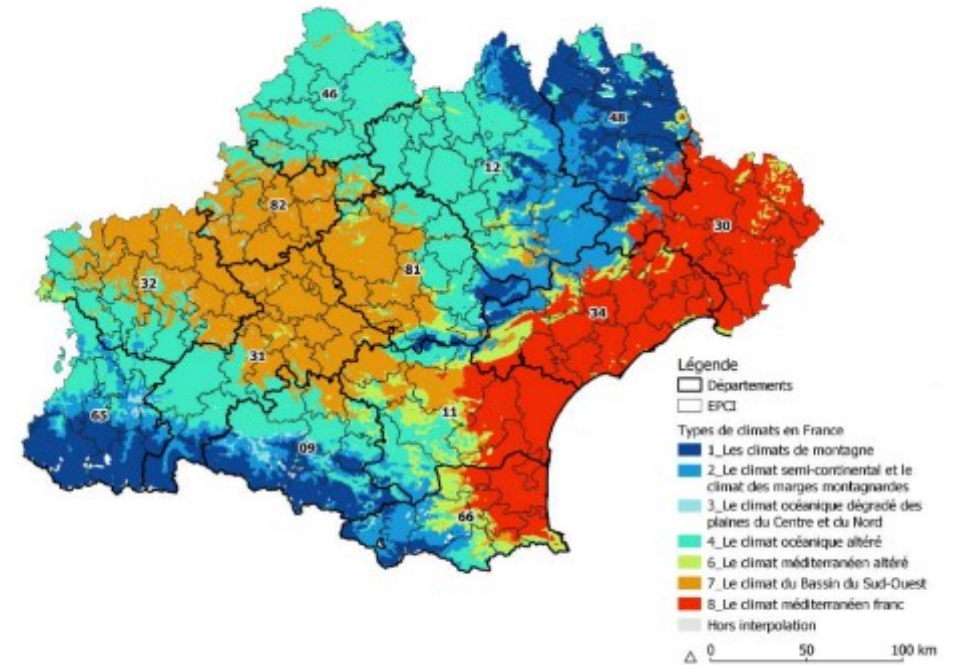 46
48
12
82
30
81
32
34
31
11
65
09
66
Légende
Départements
EPCI
Types de climats en France
1_Les climats de montagne
2_Le climat semi-continental et le
climat des marges montagnardes
3_Le climat océanique dégradé des
plaines du Centre et du Nord
4_Le climat océanique altéré
6_Le climat méditerranéen altéré
7_Le climat du Bassin du Sud-Ouest
8_Le climat méditerranéen franc
Hors interpolation
0 50 100 km